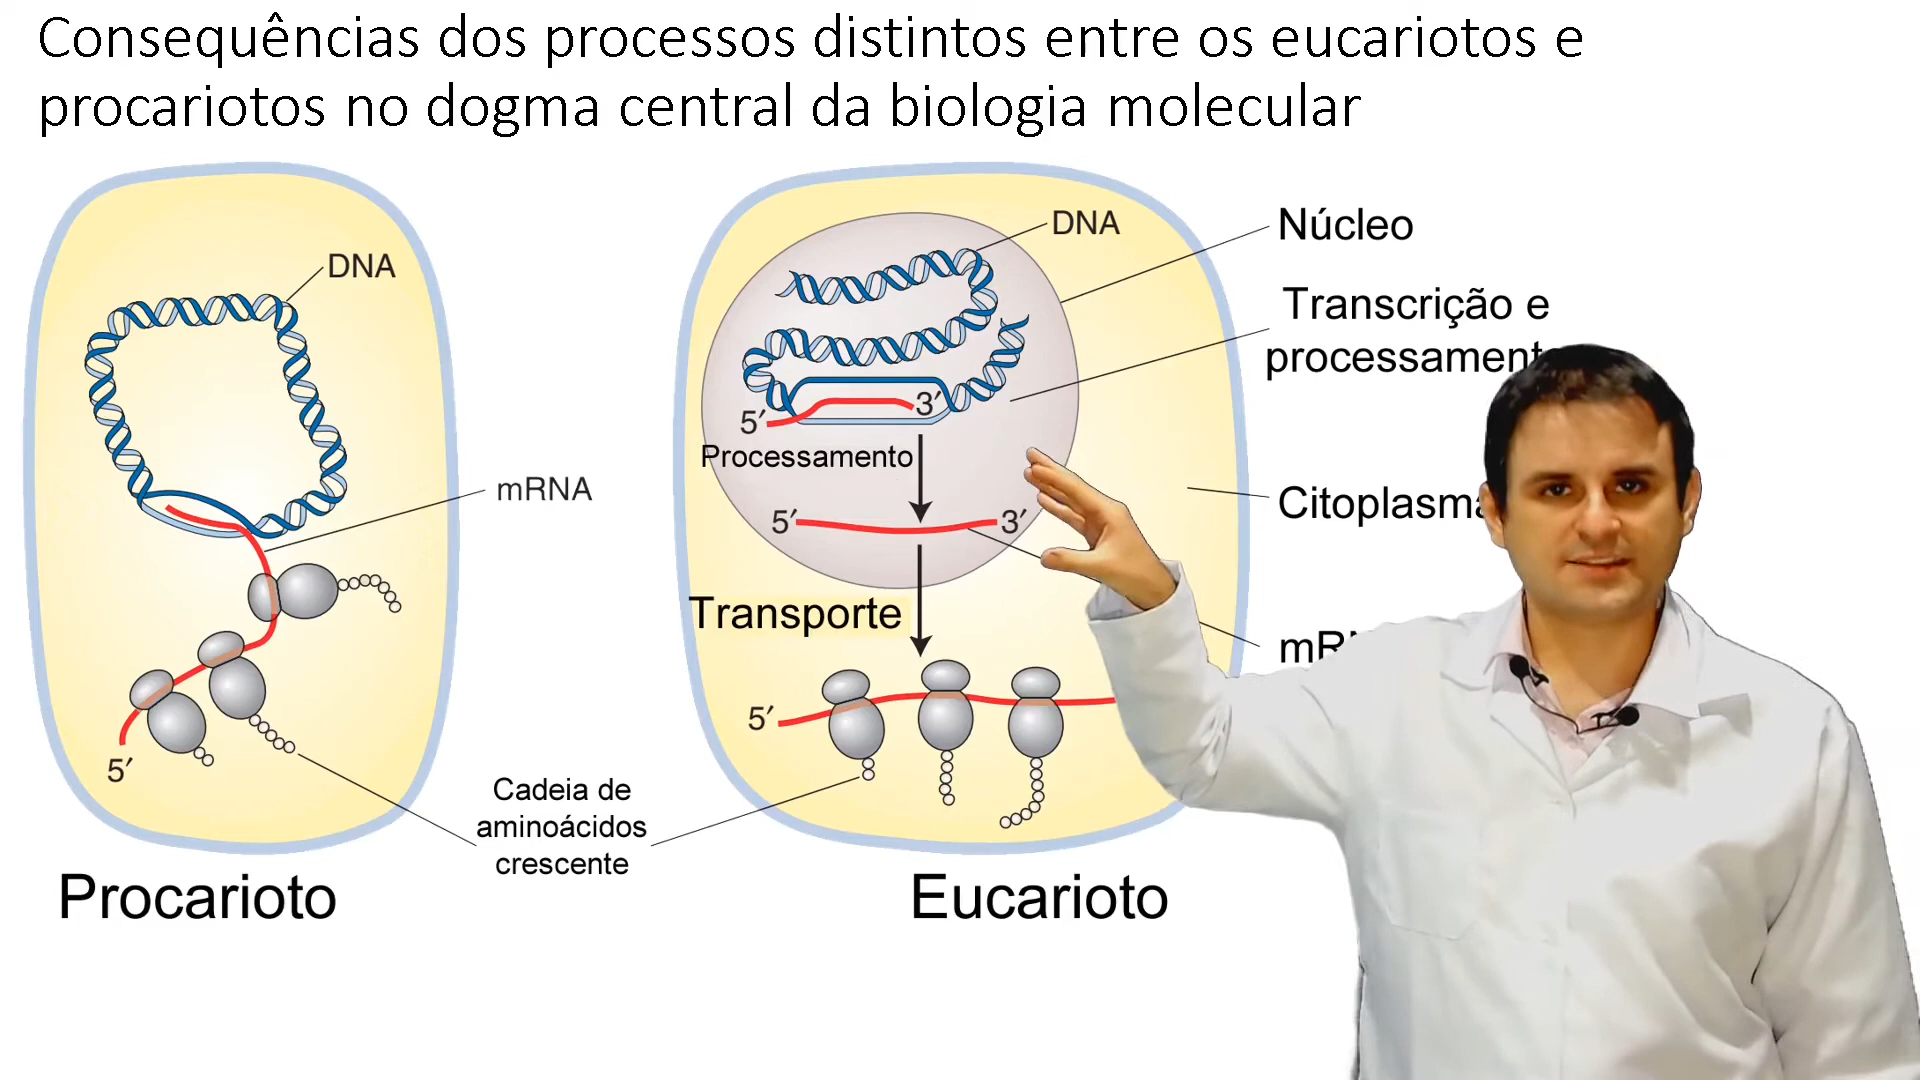 Consequências dos processos distintos entre os eucariotos e
procariotos no dogma central da biologia molecular
DNA
mRNA
5′
Procarioto
Cadeia de
aminoácidos
crescente
DNA
5′
3′
Processamento
5′
3′
Transporte
5′
Eucarioto
Núcleo
Transcrição e
Citoplasma